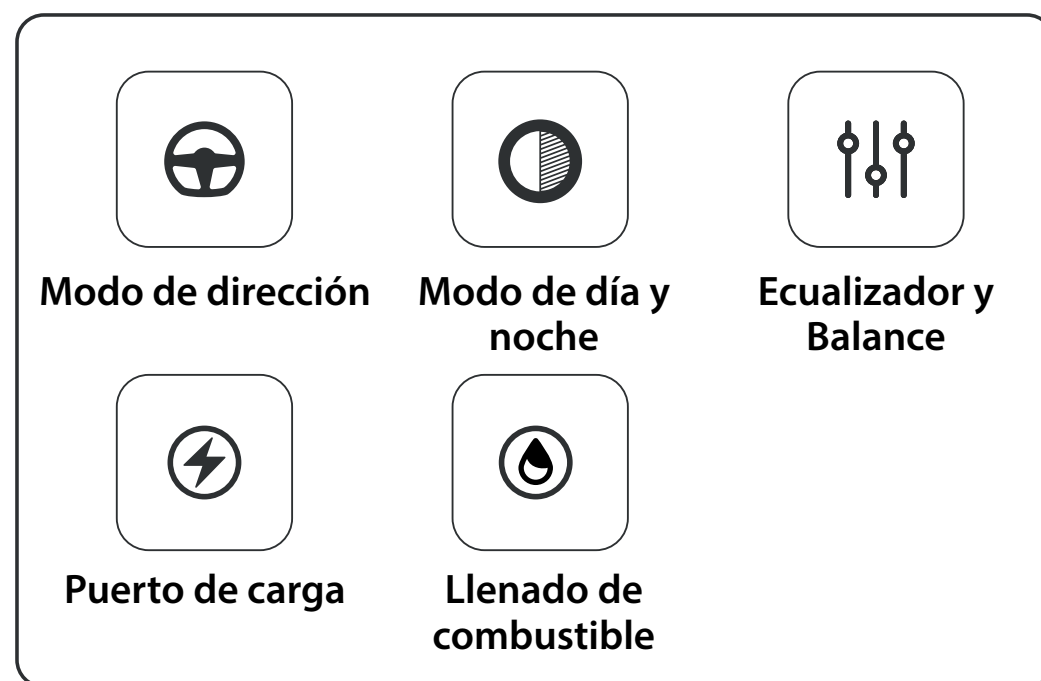 Modo de dirección
Modo de día y
noche
Ecualizador y
Balance
Puerto de carga
Llenado de
combustible